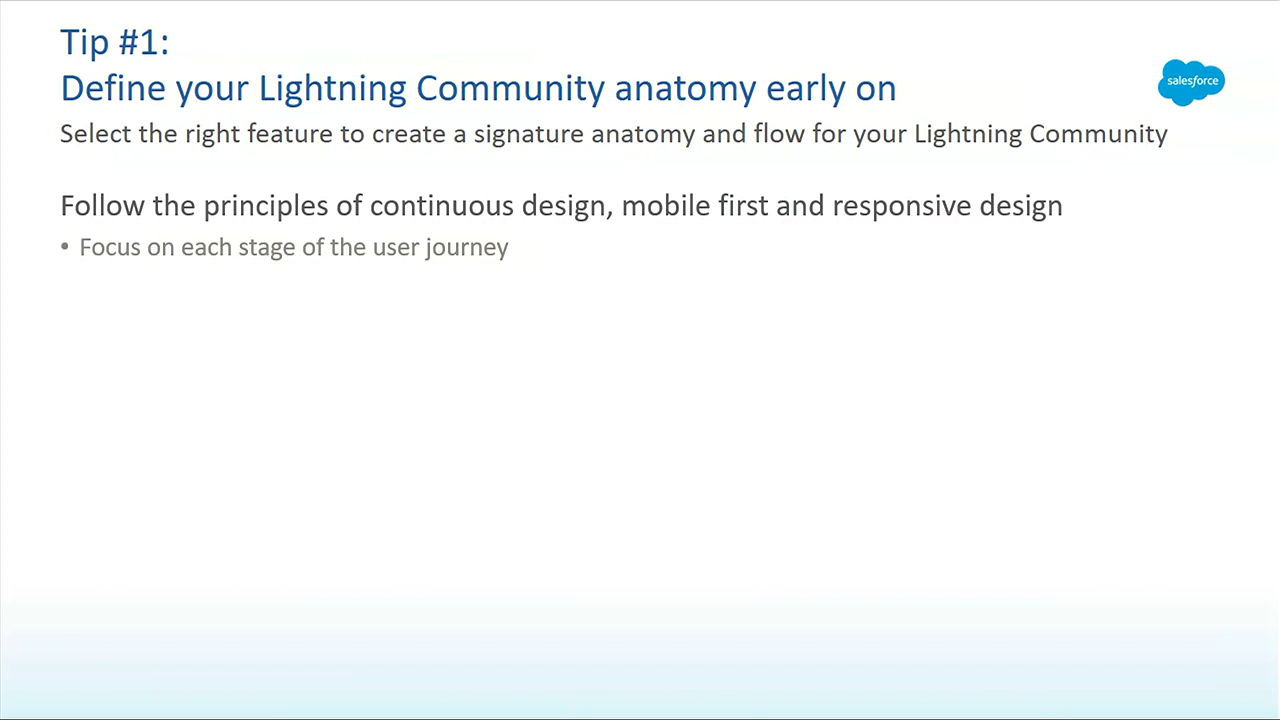 Tip #1:
Define your Lightning Community anatomy early on
salesforce
Select the right feature to create a signature anatomy and flow for your Lightning Community
Follow the principles of continuous design, mobile first and responsive design
• Focus on each stage of the user journey